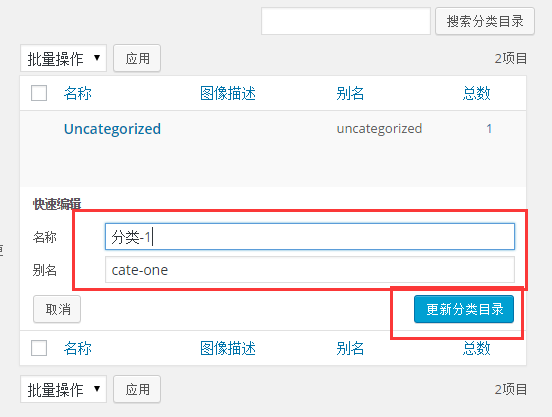 搜索分类目录
批量操作 应用 2项目
名称 图像描述 别名 总数
Uncategorized uncategorized 1
快速编辑
名称 分类-1
别名 cate-one
取消 更新分类目录
名称 图像描述 别名 总数
批量操作 应用 2项目